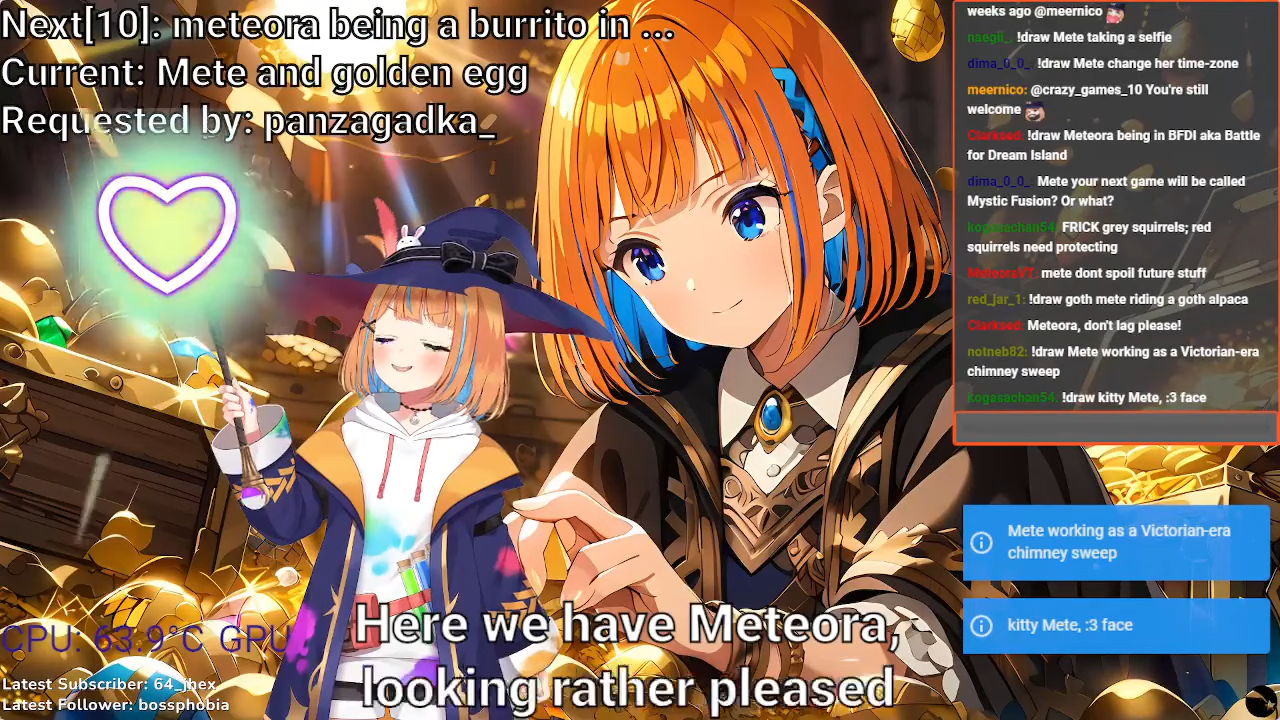 Next[10]: meteora being a burrito in ...
Current: Mete and golden egg
Requested by: panzagadka_
weeks ago @meernico
naegii_: !draw Mete taking a selfie
dima_0_0_: !draw Mete change her time-zone
meernico: @crazy_games_10 You're still
welcome
Clarksed: !draw Meteora being in BFDI aka Battle
for Dream Island
dima_0_0_: Mete your next game will be called
Mystic Fusion? Or what?
kogasachan54: FRICK grey squirrels; red
squirrels need protecting
MeteoraVT: mete dont spoil future stuff
red_jar_1: !draw goth mete riding a goth alpaca
Clarksed: Meteora, don't lag please!
notneb82: !draw Mete working as a Victorian-era
chimney sweep
kogasachan54: !draw kitty Mete, :3 face
Mete working as a Victorian-era
chimney sweep
kitty Mete, :3 face
Here we have Meteora,
looking rather pleased
CPU: 63.9°C GPU
Latest Subscriber: 64_jhex
Latest Follower: bossphobia